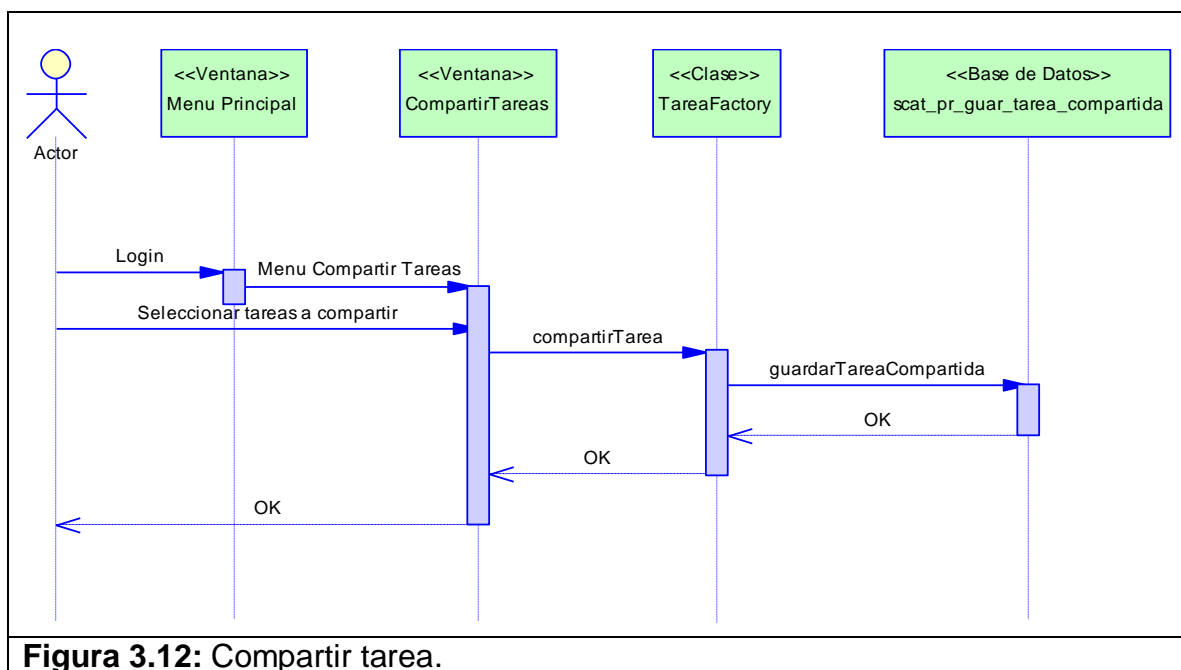 <<Ventana>>
Menu Principal
<<Ventana>>
CompartirTareas
<<Clase>>
TareaFactory
<<Base de Datos>>
scat_pr_guar_tarea_compartida
Actor
Login
Menu Compartir Tareas
Seleccionar tareas a compartir
compartirTarea
guardarTareaCompartida
OK
OK
OK
Figura 3.12: Compartir tarea.